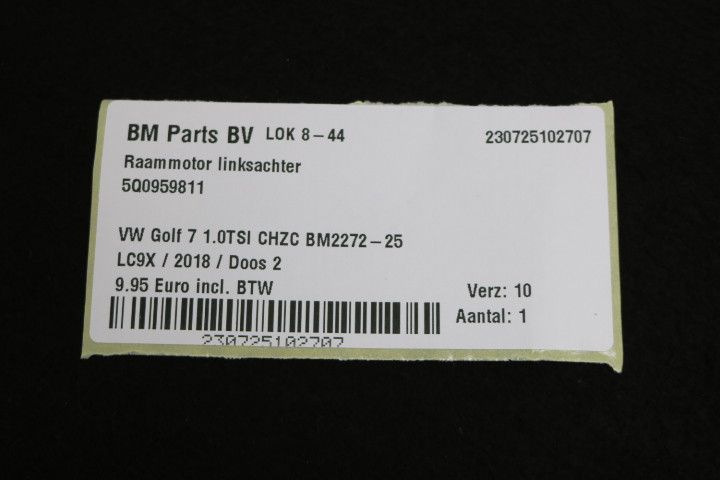 BM Parts BV LOK 8-44 230725102707
Raammotor linksachter
5Q0959811
VW Golf 7 1.0TSI CHZC BM2272-25
LC9X / 2018 / Doos 2
9.95 Euro incl. BTW Verz: 10
Aantal: 1
230725102707